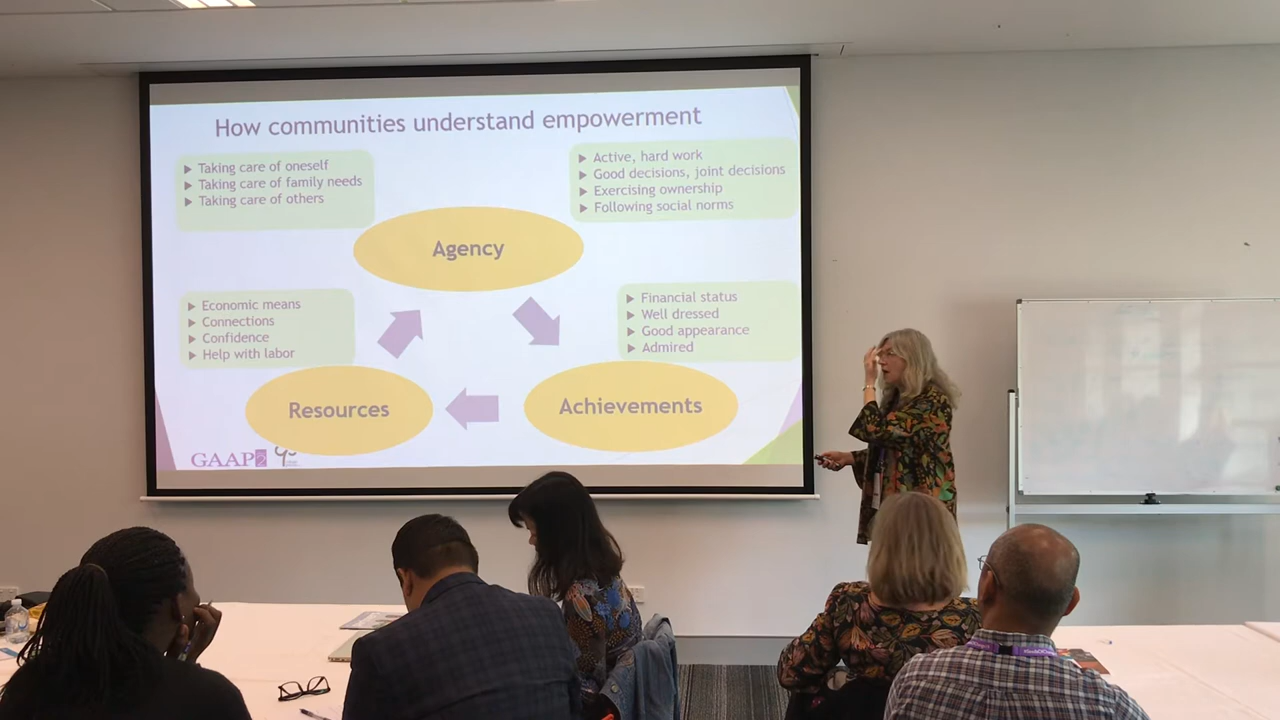 How communities understand empowerment
▶ Taking care of oneself
▶ Taking care of family needs
▶ Taking care of others
▶ Active, hard work
▶ Good decisions, joint decisions
▶ Exercising ownership
▶ Following social norms
Agency
▶ Economic means
▶ Connections
▶ Confidence
▶ Help with labor
▶ Financial status
▶ Well dressed
▶ Good appearance
▶ Admired
Resources
Achievements
GAAP2